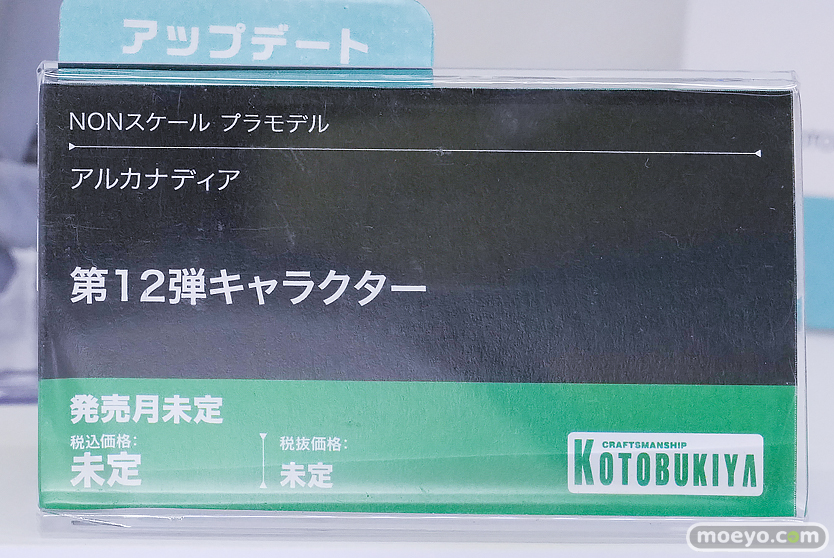 アップデート
NONスケール プラモデル
アルカナディア
第12弾キャラクター
発売月未定
税込価格:
未定
税抜価格:
未定
CRAFTSMANSHIP
KOTOBUKIYA
moeyo.com